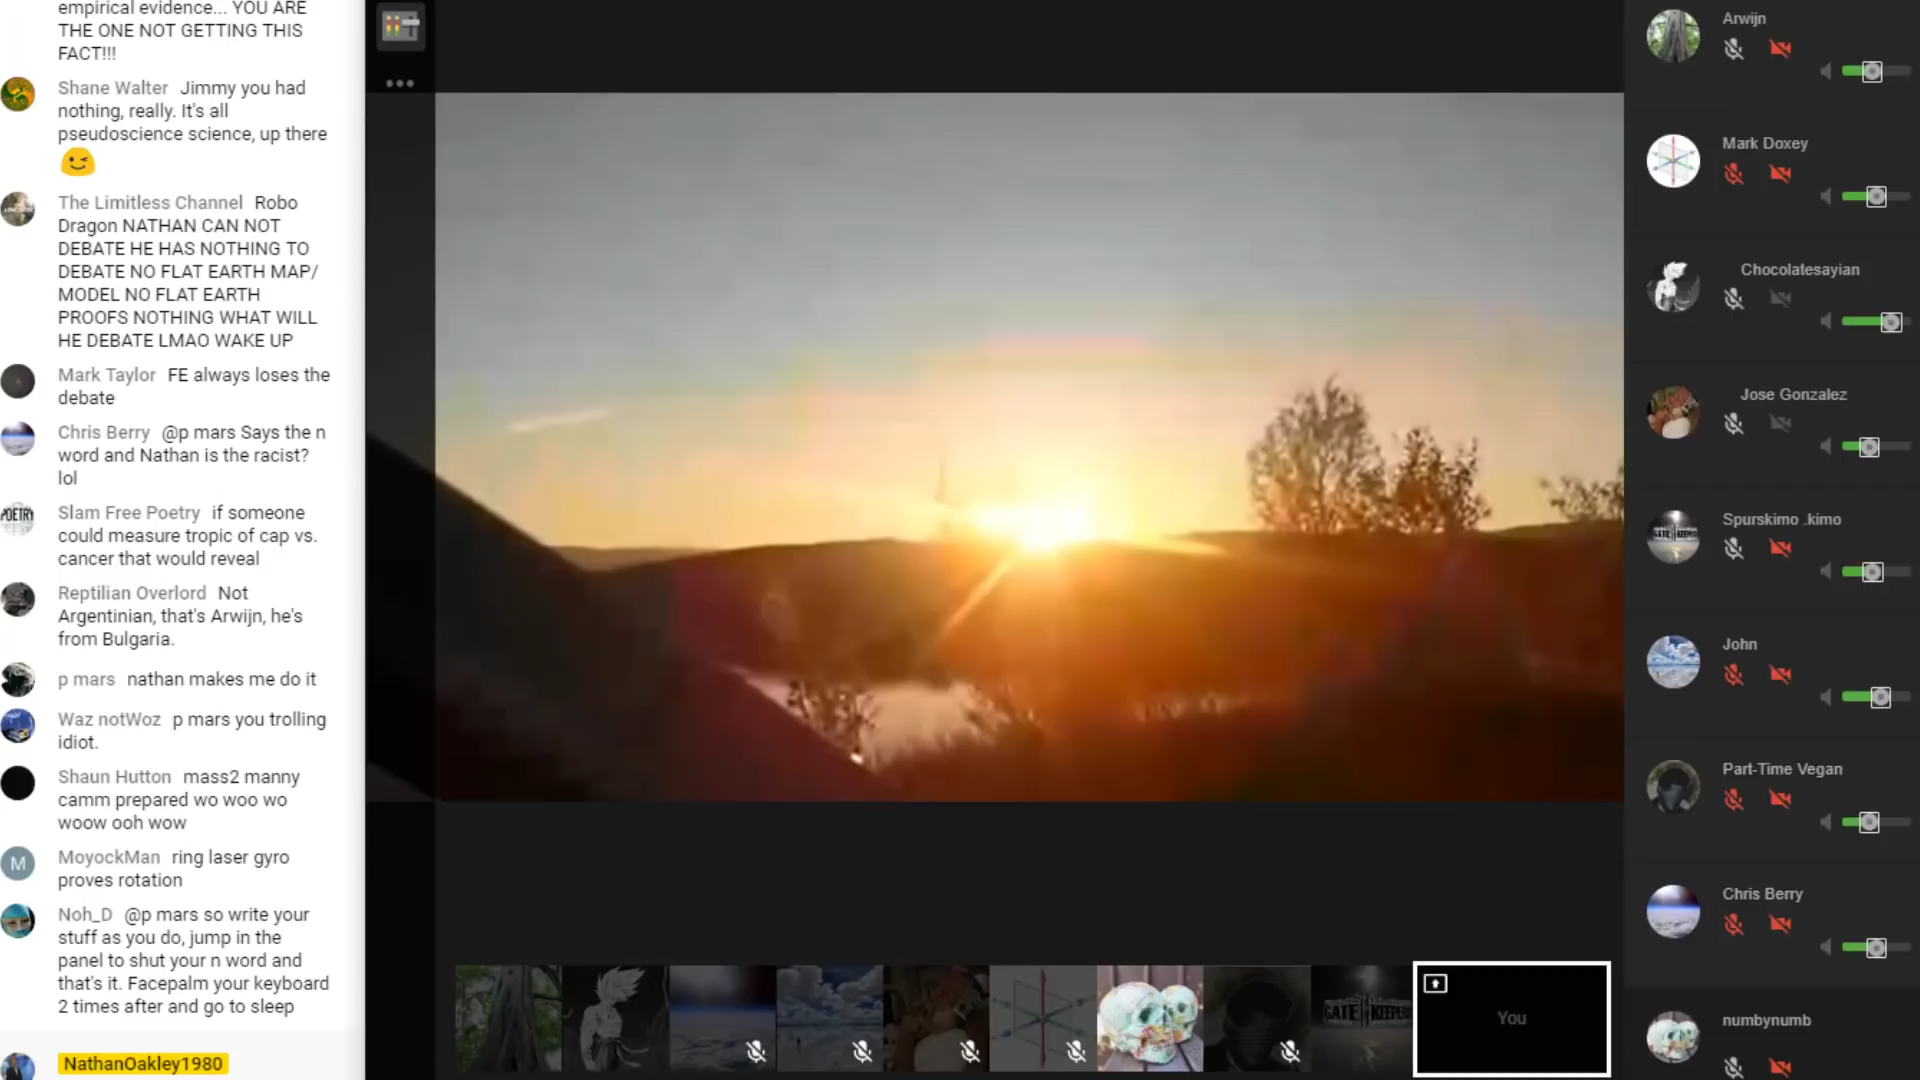 empirical evidence... YOU ARE
THE ONE NOT GETTING THIS
FACT!!!
Shane Walter Jimmy you had
nothing, really. It's all
pseudoscience science, up there
The Limitless Channel Robo
Dragon NATHAN CAN NOT
DEBATE HE HAS NOTHING TO
DEBATE NO FLAT EARTH MAP/
MODEL NO FLAT EARTH
PROOFS NOTHING WHAT WILL
HE DEBATE LMAO WAKE UP
Mark Taylor FE always loses the
debate
Chris Berry @p mars Says the n
word and Nathan is the racist?
lol
POETRY
Slam Free Poetry if someone
could measure tropic of cap vs.
cancer that would reveal
Reptilian Overlord Not
Argentinian, that's Arwijn, he's
from Bulgaria.
p mars nathan makes me do it
Waz notWoz p mars you trolling
idiot.
Shaun Hutton mass2 manny
camm prepared wo woo wo
woow ooh wow
M
MoyockMan ring laser gyro
proves rotation
Noh_D @p mars so write your
stuff as you do, jump in the
panel to shut your n word and
that's it. Facepalm your keyboard
2 times after and go to sleep
NathanOakley1980
GATE KEEPERS
You
Arwijn
Mark Doxey
Chocolatesayian
Jose Gonzalez
Spurskimo .kimo
John
Part-Time Vegan
Chris Berry
numbynumb